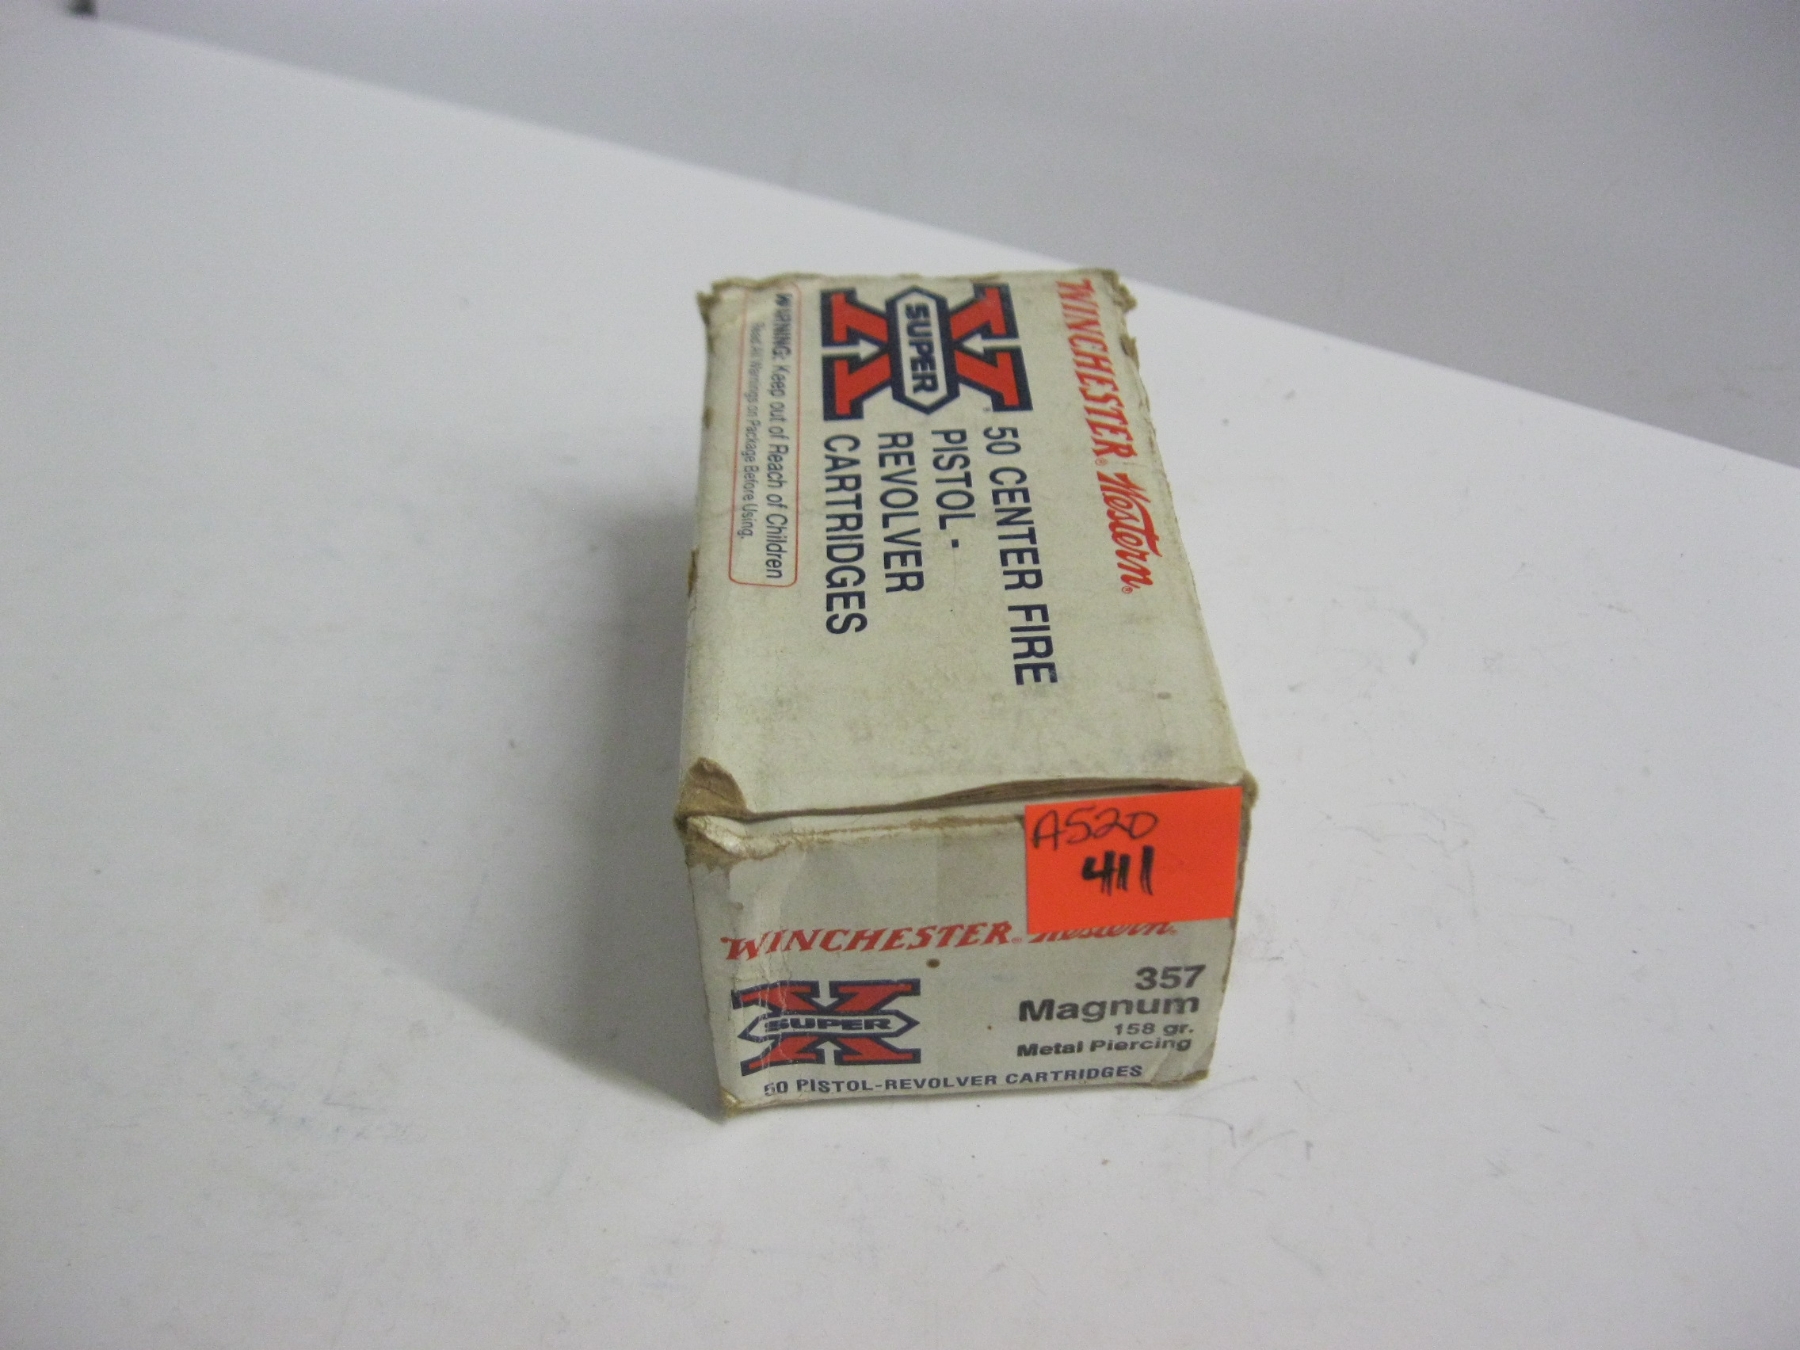 WINCHESTER® Western®
SUPER X
50 CENTER FIRE
PISTOL -
REVOLVER
CARTRIDGES
WARNING: Keep out of Reach of Children
Read All Warnings on Package Before Using.
A520
411
WINCHESTER® Western®
SUPER X
357
Magnum
158 gr.
Metal Piercing
50 PISTOL-REVOLVER CARTRIDGES